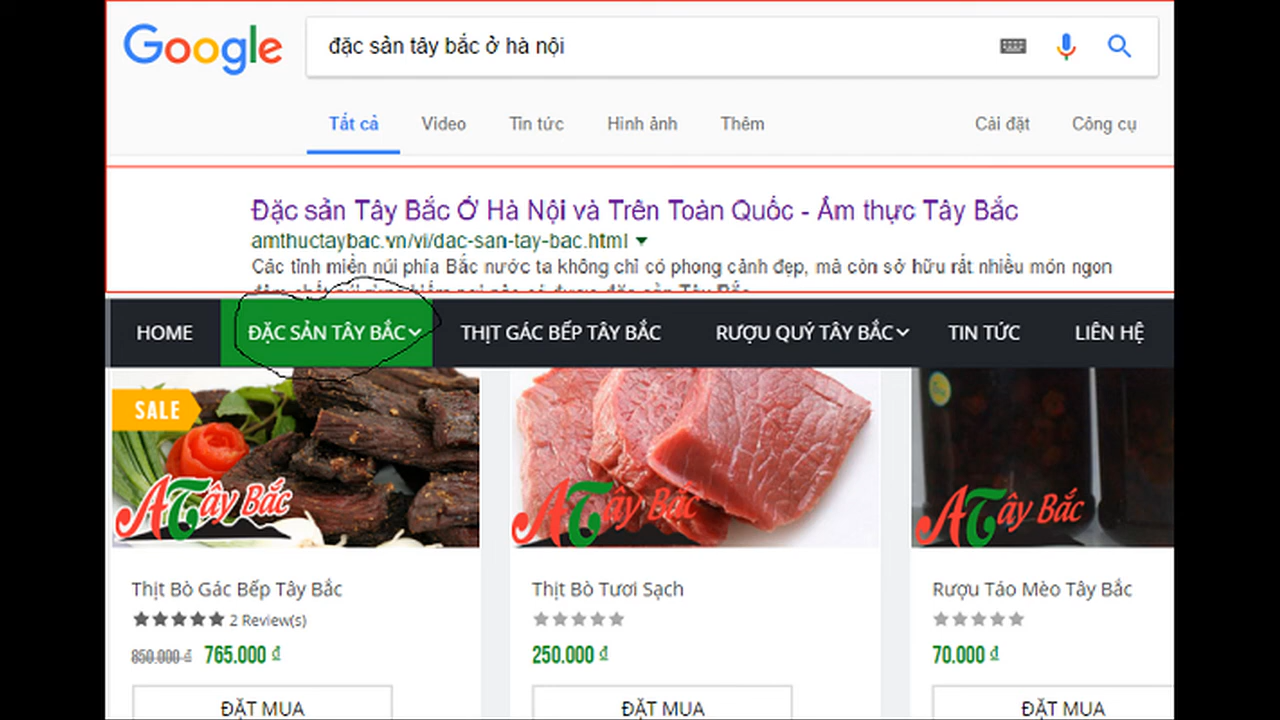 Google
đặc sản tây bắc ở hà nội
Tất cả Video Tin tức Hình ảnh Thêm Cài đặt Công cụ
Đặc sản Tây Bắc Ở Hà Nội và Trên Toàn Quốc - Ẩm thực Tây Bắc
amthuctaybac.vn/vi/dac-san-tay-bac.html
Các tỉnh miền núi phía Bắc nước ta không chỉ có phong cảnh đẹp, mà còn sở hữu rất nhiều món ngon
HOME ĐẶC SẢN TÂY BẮC THỊT GÁC BẾP TÂY BẮC RƯỢU QUÝ TÂY BẮC TIN TỨC LIÊN HỆ
SALE
ATây Bắc ATây Bắc ATây Bắc
Thịt Bò Gác Bếp Tây Bắc Thịt Bò Tươi Sạch Rượu Táo Mèo Tây Bắc
2 Review(s)
850.000 đ 765.000 đ 250.000 đ 70.000 đ
ĐẶT MUA ĐẶT MUA ĐẶT MUA